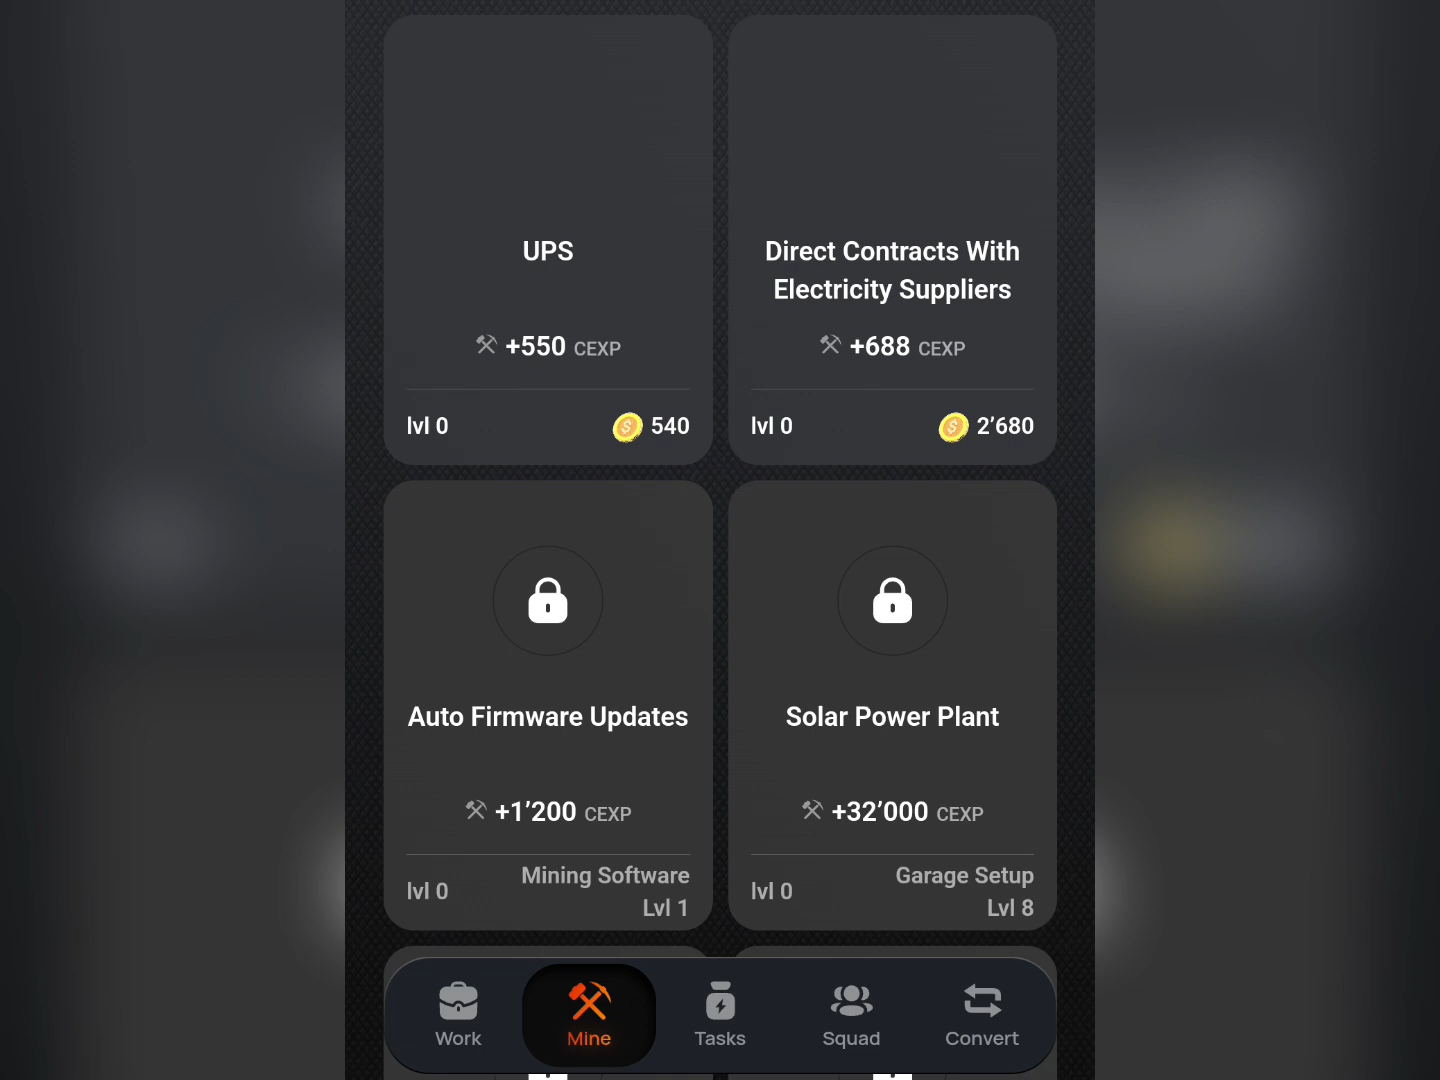 UPS
+550 CEXP
lvl 0 540
Direct Contracts With
Electricity Suppliers
+688 CEXP
lvl 0 2’680
Auto Firmware Updates
+1’200 CEXP
lvl 0
Mining Software
Lvl 1
Solar Power Plant
+32’000 CEXP
lvl 0
Garage Setup
Lvl 8
Work
Mine
Tasks
Squad
Convert